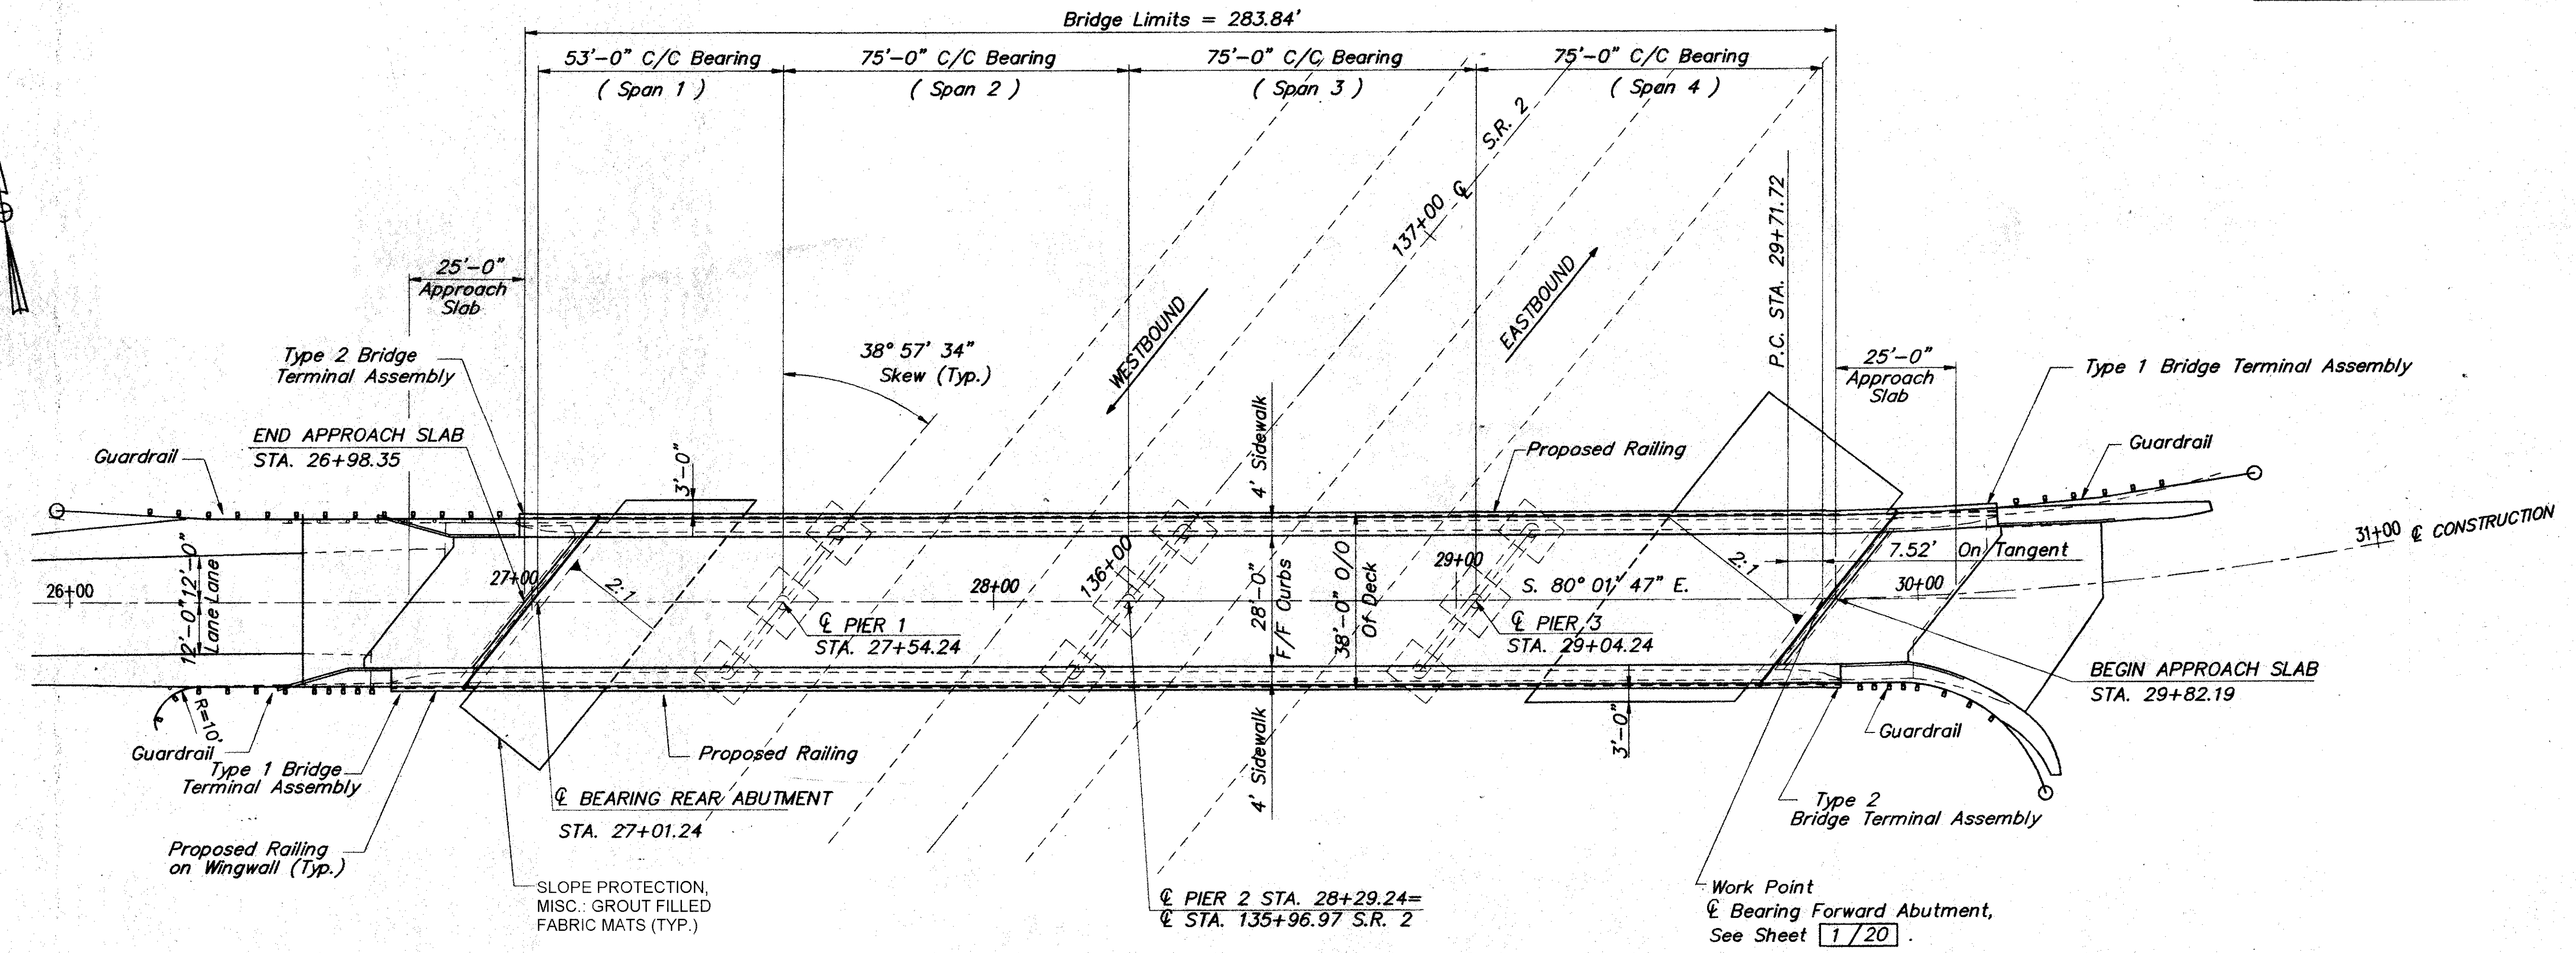 Bridge Limits = 283.84'
53'-0" C/C Bearing
( Span 1 )
75'-0" C/C Bearing
( Span 2 )
75'-0" C/C Bearing
( Span 3 )
75'-0" C/C Bearing
( Span 4 )
S.R. 2
137+00 ℄
P.C. STA. 29+71.72
25'-0"
Approach
Slab
WESTBOUND
EASTBOUND
38° 57' 34"
Skew (Typ.)
25'-0"
Approach
Slab
Type 2 Bridge
Terminal Assembly
Type 1 Bridge Terminal Assembly
END APPROACH SLAB
STA. 26+98.35
Guardrail
3'-0"
4' Sidewalk
Proposed Railing
Guardrail
31+00 ℄ CONSTRUCTION
7.52' On Tangent
26+00
12'-0"
Lane
12'-0"
Lane
27+00
2:1
28+00
136+00
29+00
S. 80° 01' 47" E.
2:1
30+00
℄ PIER 1
STA. 27+54.24
28'-0"
F/F Curbs
38'-0" O/O
Of Deck
℄ PIER 3
STA. 29+04.24
BEGIN APPROACH SLAB
STA. 29+82.19
R=10'
Guardrail
Type 1 Bridge
Terminal Assembly
Proposed Railing
4' Sidewalk
3'-0"
Guardrail
℄ BEARING REAR ABUTMENT
STA. 27+01.24
Type 2
Bridge Terminal Assembly
Proposed Railing
on Wingwall (Typ.)
SLOPE PROTECTION,
MISC.: GROUT FILLED
FABRIC MATS (TYP.)
℄ PIER 2 STA. 28+29.24=
℄ STA. 135+96.97 S.R. 2
Work Point
℄ Bearing Forward Abutment,
See Sheet 1/20 .